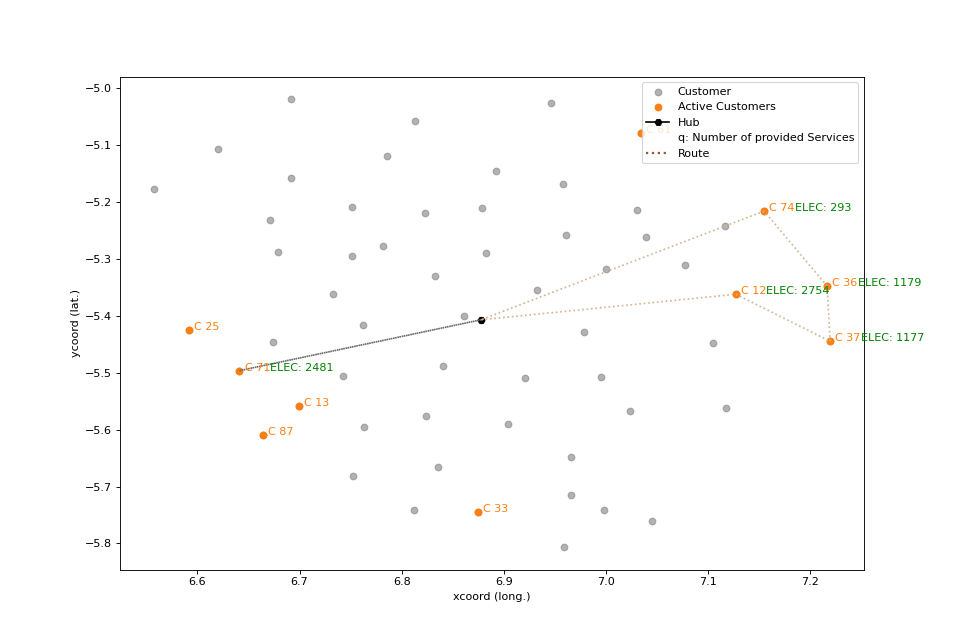 −5.0
−5.1
−5.2
−5.3
−5.4
−5.5
−5.6
−5.7
−5.8
ycoord (lat.)
6.6 6.7 6.8 6.9 7.0 7.1 7.2
xcoord (long.)
Customer
Active Customers
Hub
q: Number of provided Services
Route
C 74 ELEC: 293
C 36 ELEC: 1179
C 12 ELEC: 2754
C 37 ELEC: 1177
C 25
C 71 ELEC: 2481
C 13
C 87
C 33